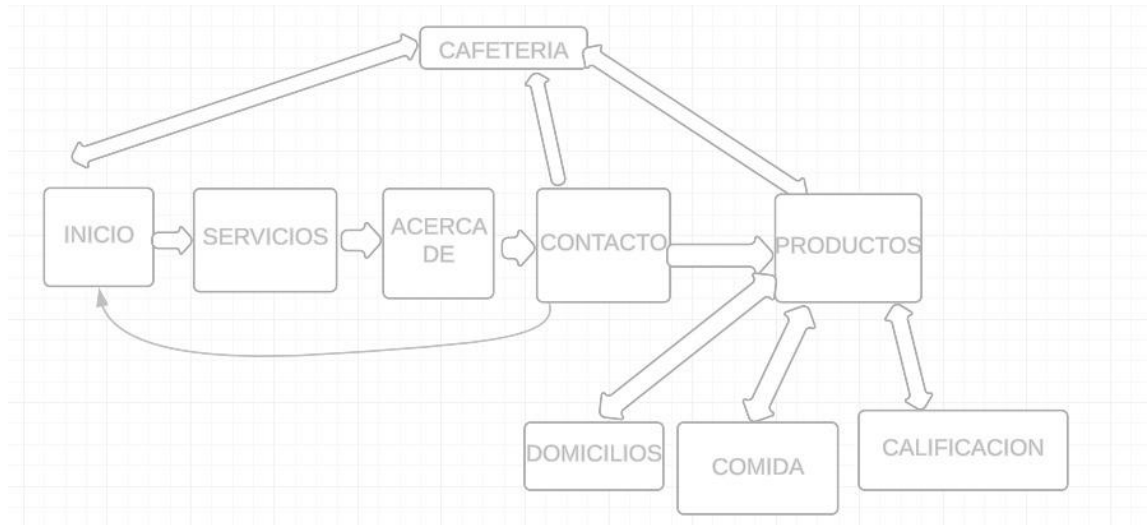 CAFETERIA
INICIO
SERVICIOS
ACERCA
DE
CONTACTO
PRODUCTOS
DOMICILIOS
COMIDA
CALIFICACION